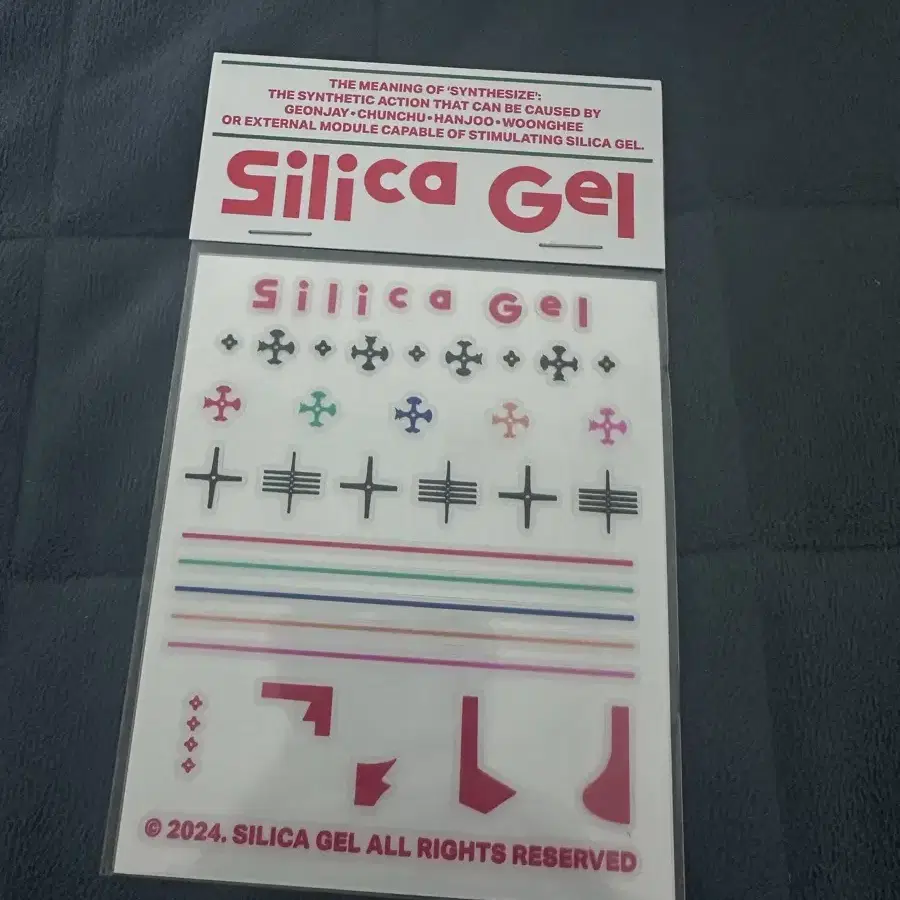 THE MEANING OF 'SYNTHESIZE':
THE SYNTHETIC ACTION THAT CAN BE CAUSED BY
GEONJAY•CHUNCHU•HANJOO•WOONGHEE
OR EXTERNAL MODULE CAPABLE OF STIMULATING SILICA GEL.
Silica Gel
Silica Gel
© 2024. SILICA GEL ALL RIGHTS RESERVED